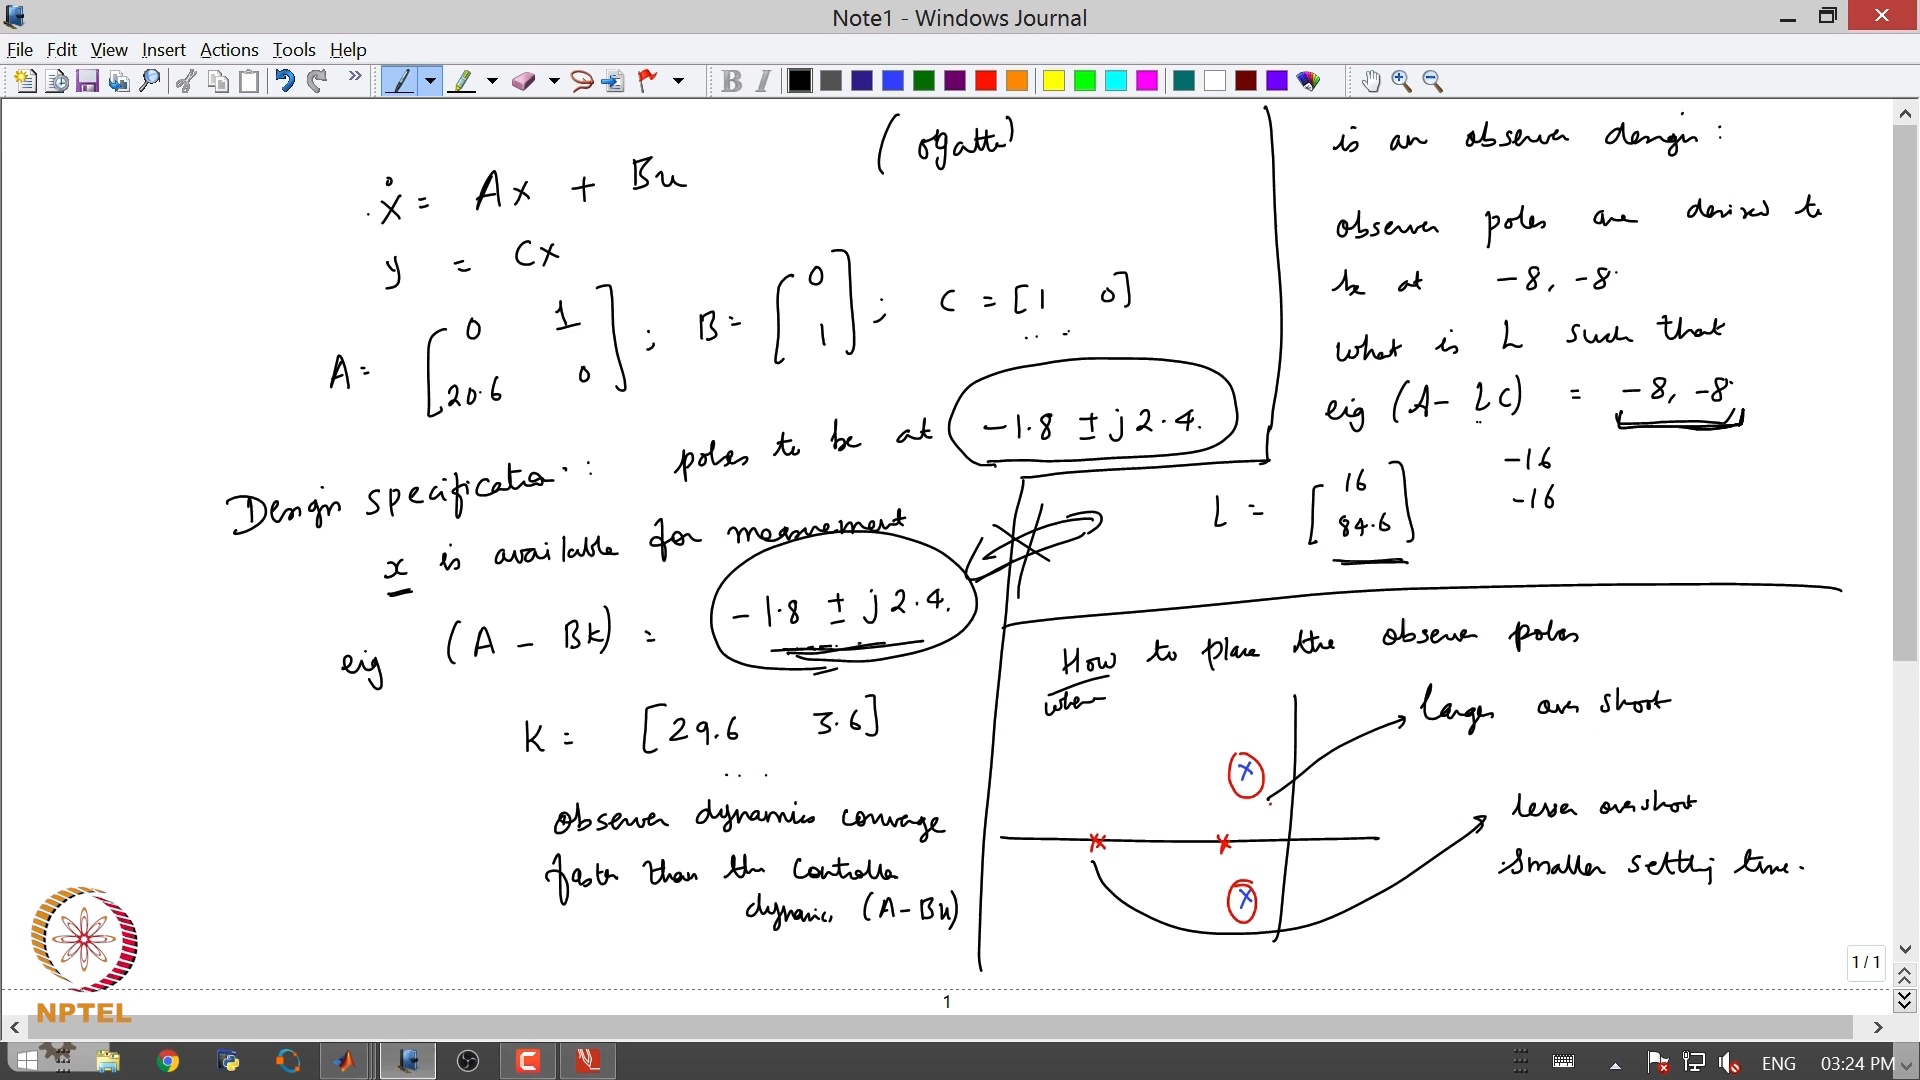 Note1 - Windows Journal
File Edit View Insert Actions Tools Help
(Ogatta)
ẋ = Ax + Bu
y = Cx
A = [0 1
20.6 0] ; B = [0
1] ; C = [1 0]
Design specification : poles to be at -1.8 ± j2.4.
x is available for measurement
eig (A - BK) = -1.8 ± j2.4.
K = [29.6 3.6]
observer dynamics converge
faster than the controller
dynamics (A-BK)
is an observer design :
observer poles are desired to
be at -8, -8.
what is L such that
eig (A - LC) = -8, -8.
-16
-16
L = [16
84.6]
How to place the observer poles
when
larger over shoot
lesser overshoot
smaller settling time.
NPTEL
1 / 1
1
ENG 03:24 PM